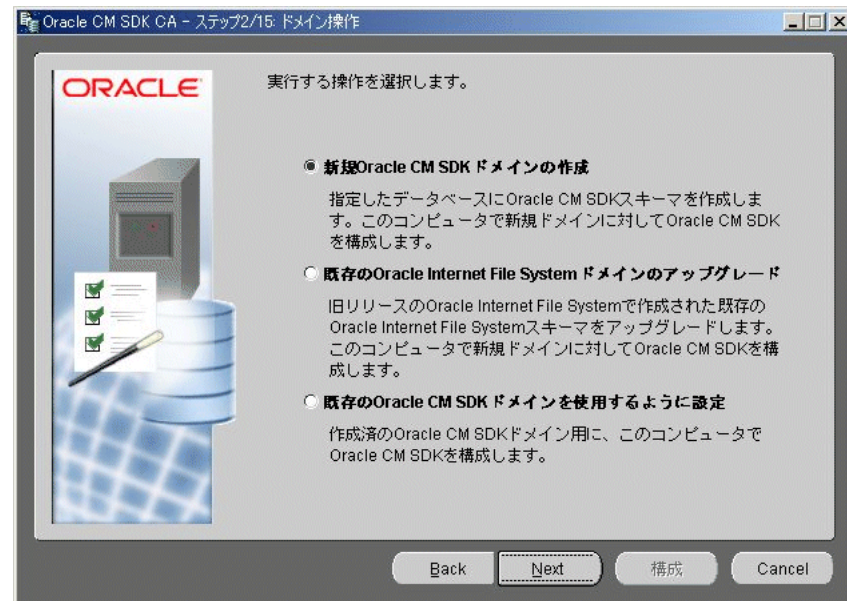 Oracle CM SDK CA - ステップ2/15: ドメイン操作
ORACLE
実行する操作を選択します。
新規Oracle CM SDKドメインの作成
指定したデータベースにOracle CM SDKスキーマを作成しま
す。このコンピュータで新規ドメインに対してOracle CM SDK
を構成します。
既存のOracle Internet File Systemドメインのアップグレード
旧リリースのOracle Internet File Systemで作成された既存の
Oracle Internet File Systemスキーマをアップグレードします。
このコンピュータで新規ドメインに対してOracle CM SDKを構
成します。
既存のOracle CM SDKドメインを使用するように設定
作成済のOracle CM SDKドメイン用に、このコンピュータで
Oracle CM SDKを構成します。
Back
Next
構成
Cancel